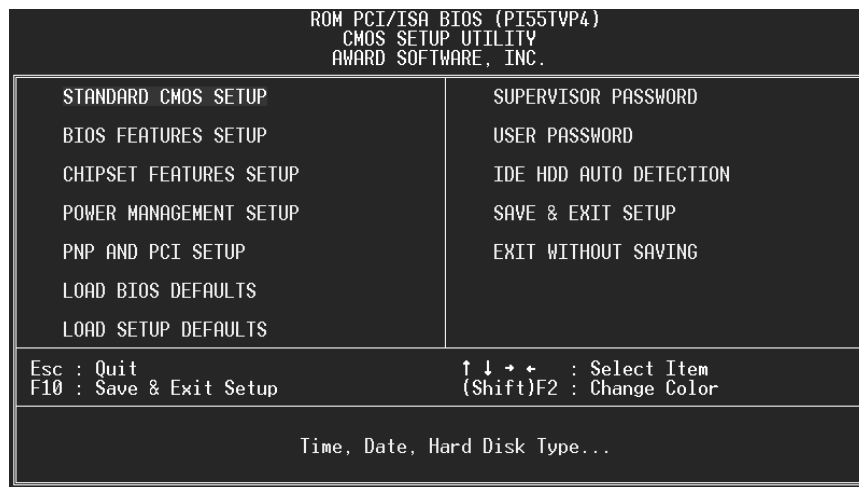 ROM PCI/ISA BIOS (PI55TVP4)
CMOS SETUP UTILITY
AWARD SOFTWARE, INC.
STANDARD CMOS SETUP
BIOS FEATURES SETUP
CHIPSET FEATURES SETUP
POWER MANAGEMENT SETUP
PNP AND PCI SETUP
LOAD BIOS DEFAULTS
LOAD SETUP DEFAULTS
SUPERVISOR PASSWORD
USER PASSWORD
IDE HDD AUTO DETECTION
SAVE & EXIT SETUP
EXIT WITHOUT SAVING
Esc : Quit
F10 : Save & Exit Setup
↑ ↓ → ← : Select Item
(Shift)F2 : Change Color
Time, Date, Hard Disk Type...